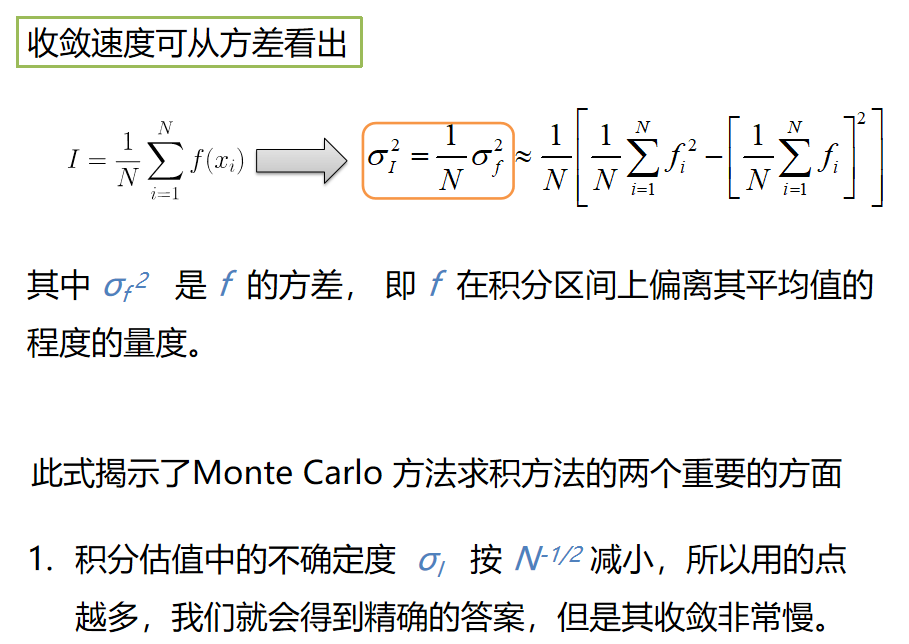 收敛速度可从方差看出
$I = \frac{1}{N}\sum_{i=1}^{N} f(x_i)$ $\sigma_I^2 = \frac{1}{N}\sigma_f^2 \approx \frac{1}{N}\left[\frac{1}{N}\sum_{i=1}^{N} f_i^2 - \left[\frac{1}{N}\sum_{i=1}^{N} f_i\right]^2\right]$
其中 $\sigma_f^2$ 是 f 的方差， 即 f 在积分区间上偏离其平均值的
程度的量度。
此式揭示了Monte Carlo 方法求积方法的两个重要的方面
1. 积分估值中的不确定度 $\sigma_I$ 按 $N^{-1/2}$ 减小，所以用的点
越多，我们就会得到精确的答案，但是其收敛非常慢。